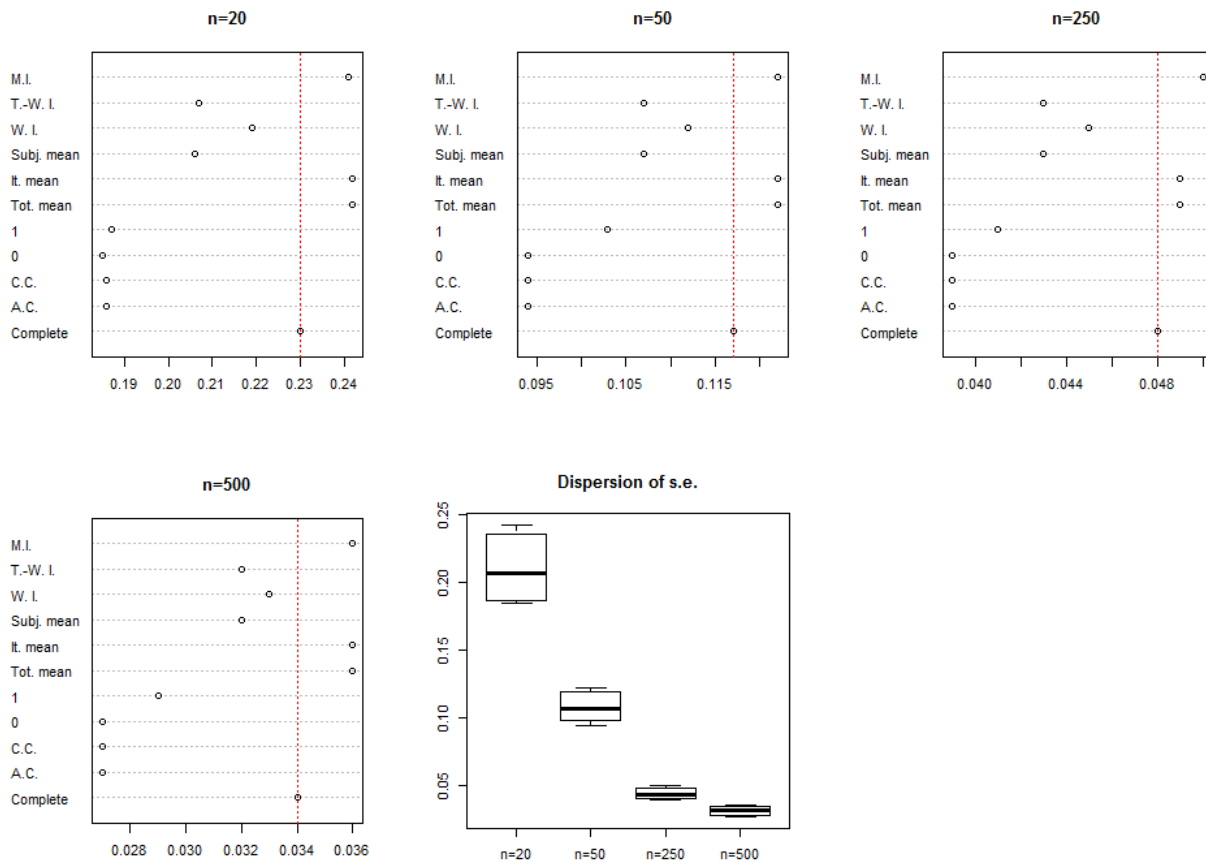 n=20
M.I.
T.-W. I.
W. I.
Subj. mean
It. mean
Tot. mean
1
0
C.C.
A.C.
Complete
0.19 0.20 0.21 0.22 0.23 0.24
n=50
M.I.
T.-W. I.
W. I.
Subj. mean
It. mean
Tot. mean
1
0
C.C.
A.C.
Complete
0.095 0.105 0.115
n=250
M.I.
T.-W. I.
W. I.
Subj. mean
It. mean
Tot. mean
1
0
C.C.
A.C.
Complete
0.040 0.044 0.048
n=500
M.I.
T.-W. I.
W. I.
Subj. mean
It. mean
Tot. mean
1
0
C.C.
A.C.
Complete
0.028 0.030 0.032 0.034 0.036
Dispersion of s.e.
0.25
0.20
0.15
0.10
0.05
n=20 n=50 n=250 n=500